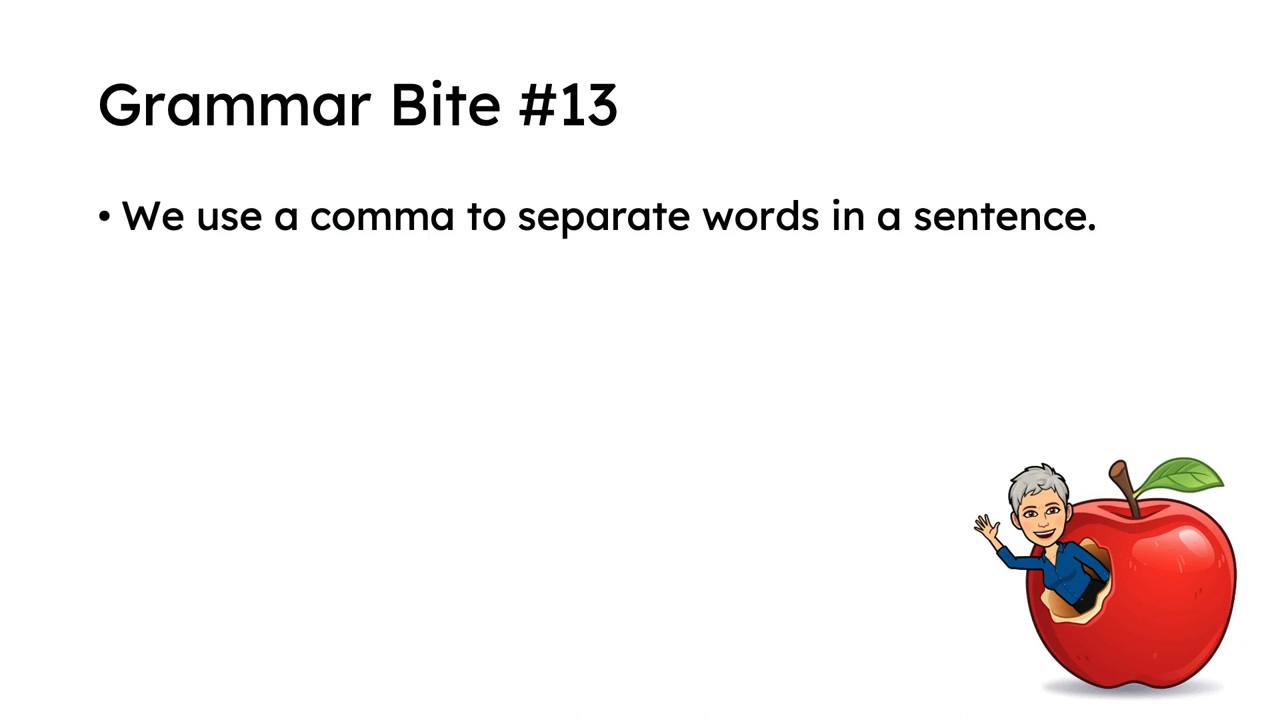 Grammar Bite #13
• We use a comma to separate words in a sentence.